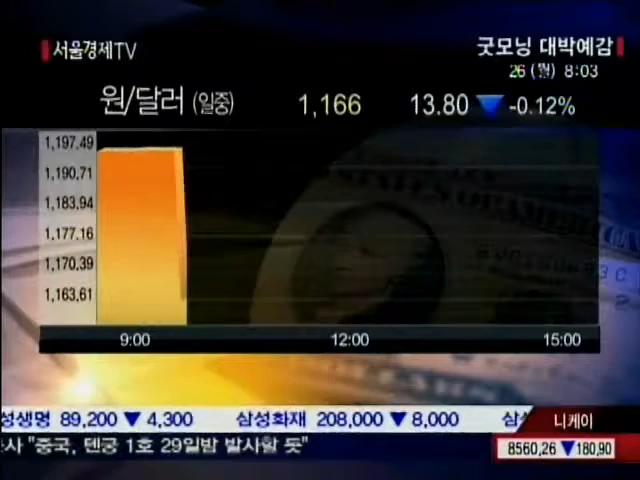 서울경제TV
굿모닝 대박예감
26 (월) 8:03
원/달러 (일중) 1,166 13.80 ▼ -0.12%
1,197.49
1,190.71
1,183.94
1,177.16
1,170.39
1,163.61
9:00 12:00 15:00
성생명 89,200 ▼ 4,300 삼성화재 208,000 ▼ 8,000 삼
니케이
사 "중국, 톈궁 1호 29일밤 발사할 듯"
8560,26 ▼180,90